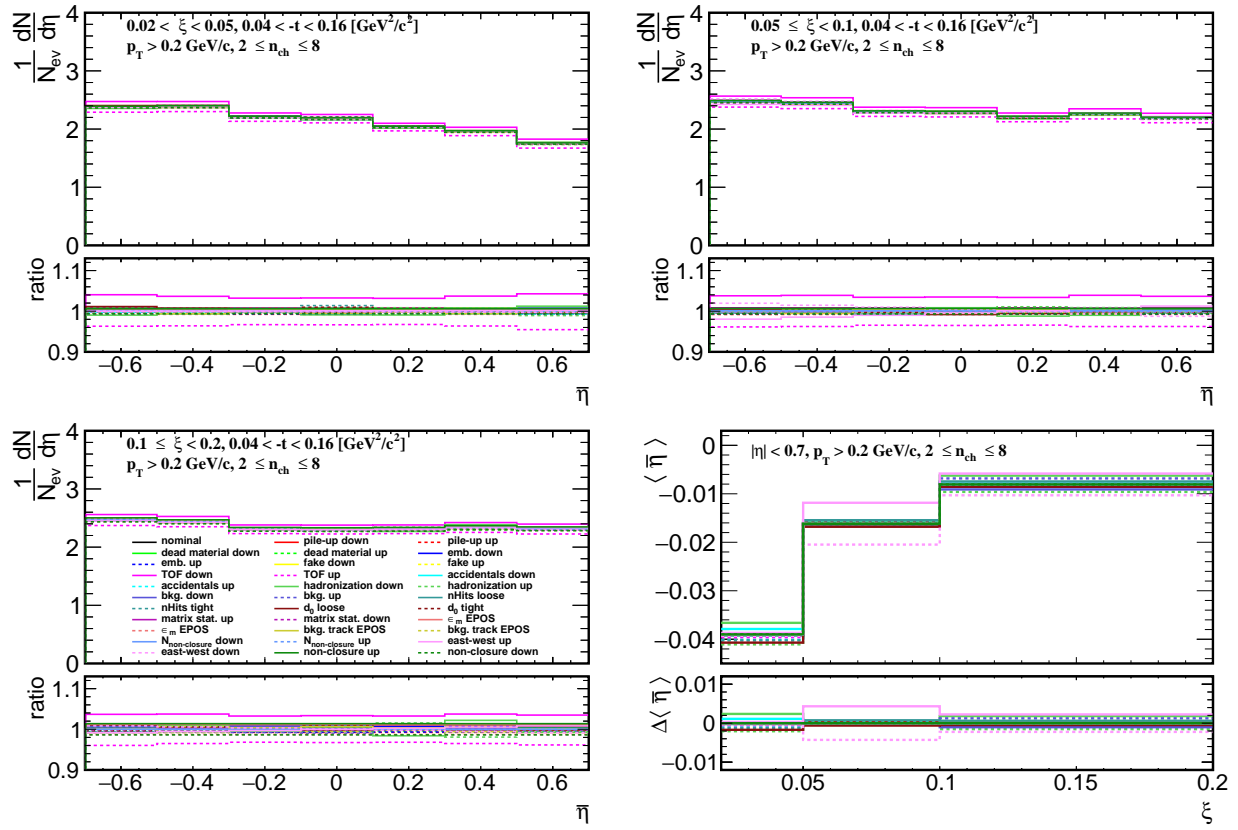 1/N_ev dN/dη
0.02 < ξ < 0.05, 0.04 < -t < 0.16 [GeV²/c²]
p_T > 0.2 GeV/c, 2 ≤ n_ch ≤ 8
4
3
2
1
0
ratio
1.1
1
0.9
−0.6 −0.4 −0.2 0 0.2 0.4 0.6
η̅
1/N_ev dN/dη
0.05 ≤ ξ < 0.1, 0.04 < -t < 0.16 [GeV²/c²]
p_T > 0.2 GeV/c, 2 ≤ n_ch ≤ 8
4
3
2
1
0
ratio
1.1
1
0.9
−0.6 −0.4 −0.2 0 0.2 0.4 0.6
η̅
1/N_ev dN/dη
0.1 ≤ ξ < 0.2, 0.04 < -t < 0.16 [GeV²/c²]
p_T > 0.2 GeV/c, 2 ≤ n_ch ≤ 8
4
3
2
1
0
nominal pile-up down pile-up up
dead material down dead material up emb. down
emb. up fake down fake up
TOF down TOF up accidentals down
accidentals up hadronization down hadronization up
bkg. down bkg. up nHits loose
nHits tight d_0 loose d_0 tight
matrix stat. up matrix stat. down ε_m EPOS
ε_m EPOS bkg. track EPOS bkg. track EPOS
N_non-closure down N_non-closure up east-west up
east-west down non-closure up non-closure down
ratio
1.1
1
0.9
−0.6 −0.4 −0.2 0 0.2 0.4 0.6
η̅
⟨ η̅ ⟩
|η| < 0.7, p_T > 0.2 GeV/c, 2 ≤ n_ch ≤ 8
0
−0.01
−0.02
−0.03
−0.04
Δ⟨ η̅ ⟩
0.01
0
−0.01
0.05 0.1 0.15 0.2
ξ